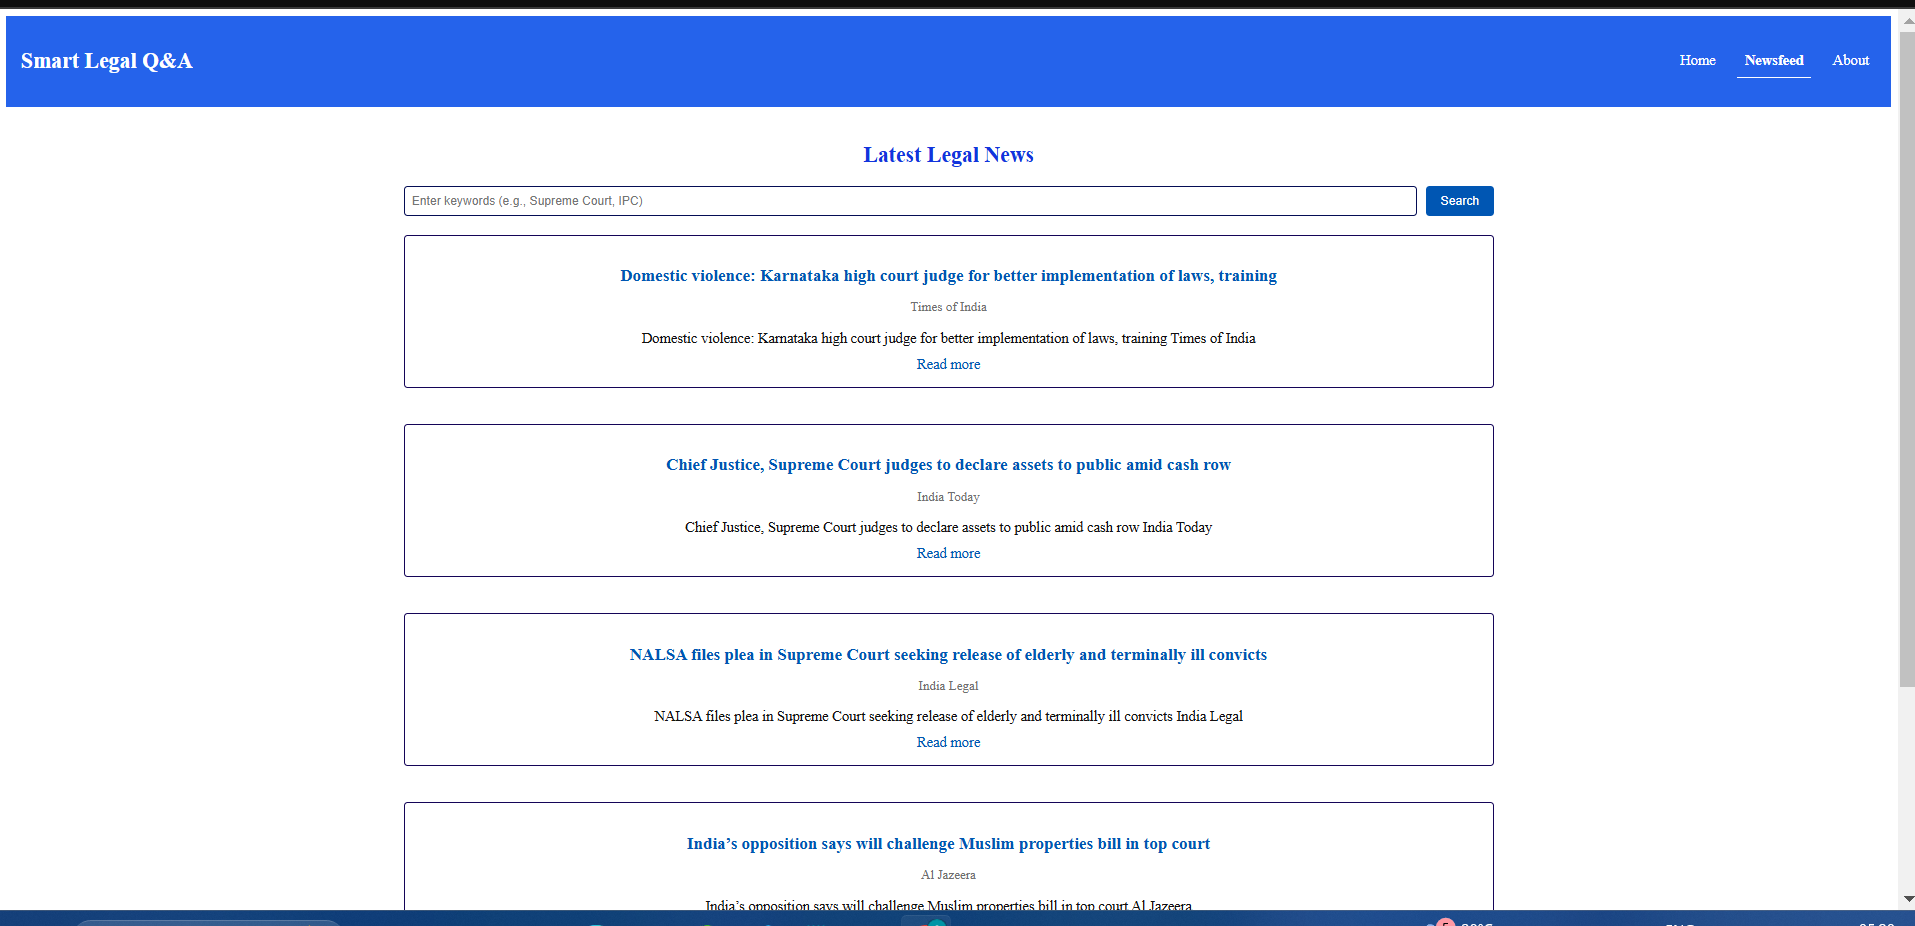 Smart Legal Q&A
Home Newsfeed About
Latest Legal News
Enter keywords (e.g., Supreme Court, IPC) Search
Domestic violence: Karnataka high court judge for better implementation of laws, training
Times of India
Domestic violence: Karnataka high court judge for better implementation of laws, training Times of India
Read more
Chief Justice, Supreme Court judges to declare assets to public amid cash row
India Today
Chief Justice, Supreme Court judges to declare assets to public amid cash row India Today
Read more
NALSA files plea in Supreme Court seeking release of elderly and terminally ill convicts
India Legal
NALSA files plea in Supreme Court seeking release of elderly and terminally ill convicts India Legal
Read more
India’s opposition says will challenge Muslim properties bill in top court
Al Jazeera
India’s opposition says will challenge Muslim properties bill in top court Al Jazeera